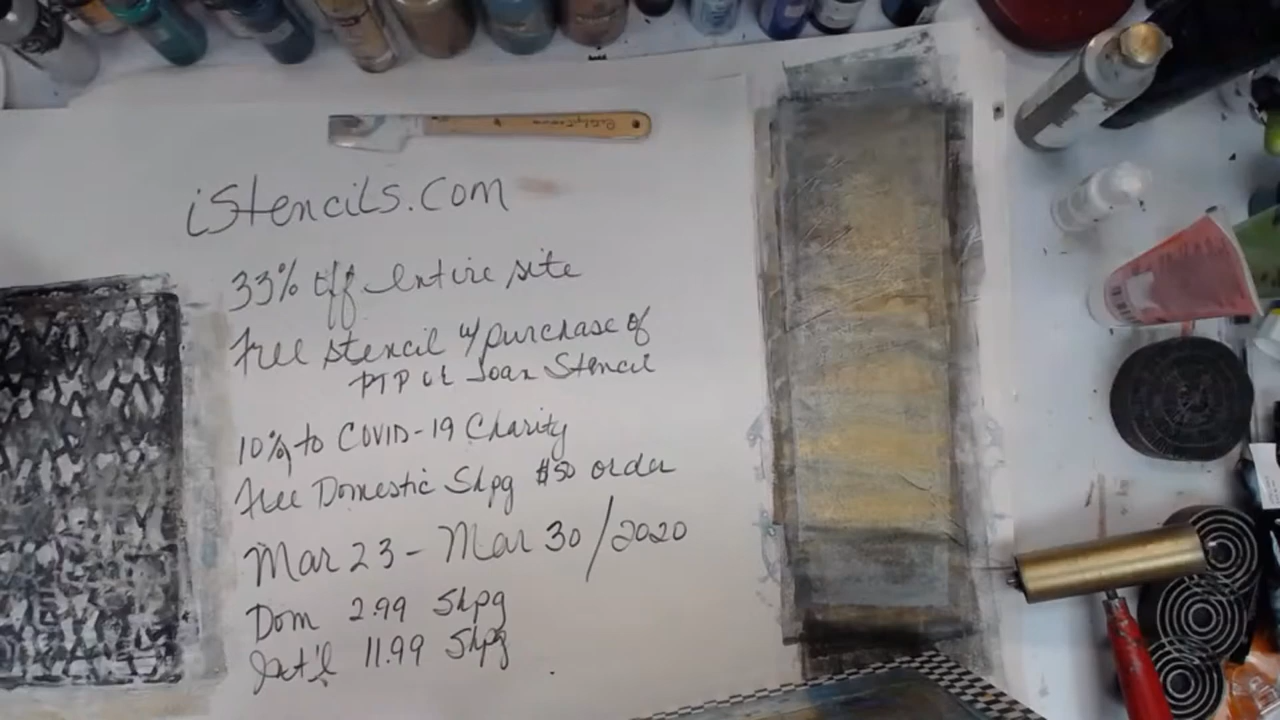 iStencils.com
33% off entire site
Free stencil w/ purchase of
PTP or Joan Stencil
10% to COVID-19 Charity
Free Domestic Shpg $50 order
Mar 23 - Mar 30/2020
Dom 2.99 Shpg
Int'l 11.99 Shpg